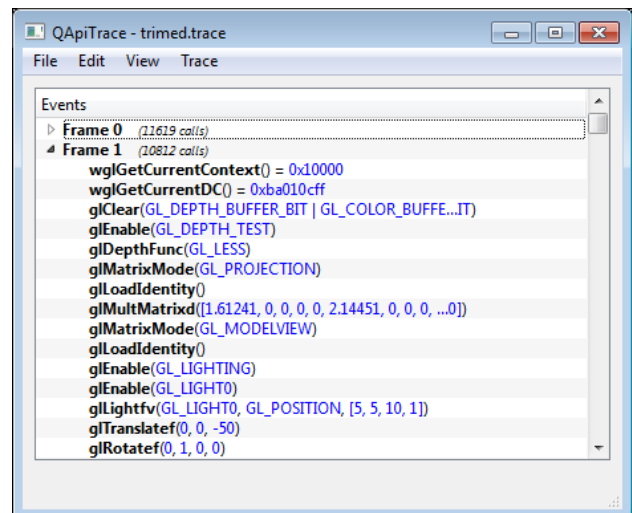 QApiTrace - trimed.trace
File Edit View Trace
Events
Frame 0 (11619 calls)
Frame 1 (10812 calls)
wglGetCurrentContext() = 0x10000
wglGetCurrentDC() = 0xba010cff
glClear(GL_DEPTH_BUFFER_BIT | GL_COLOR_BUFFE...IT)
glEnable(GL_DEPTH_TEST)
glDepthFunc(GL_LESS)
glMatrixMode(GL_PROJECTION)
glLoadIdentity()
glMultMatrixd([1.61241, 0, 0, 0, 0, 2.14451, 0, 0, 0, ...0])
glMatrixMode(GL_MODELVIEW)
glLoadIdentity()
glEnable(GL_LIGHTING)
glEnable(GL_LIGHT0)
glLightfv(GL_LIGHT0, GL_POSITION, [5, 5, 10, 1])
glTranslatef(0, 0, -50)
glRotatef(0, 1, 0, 0)